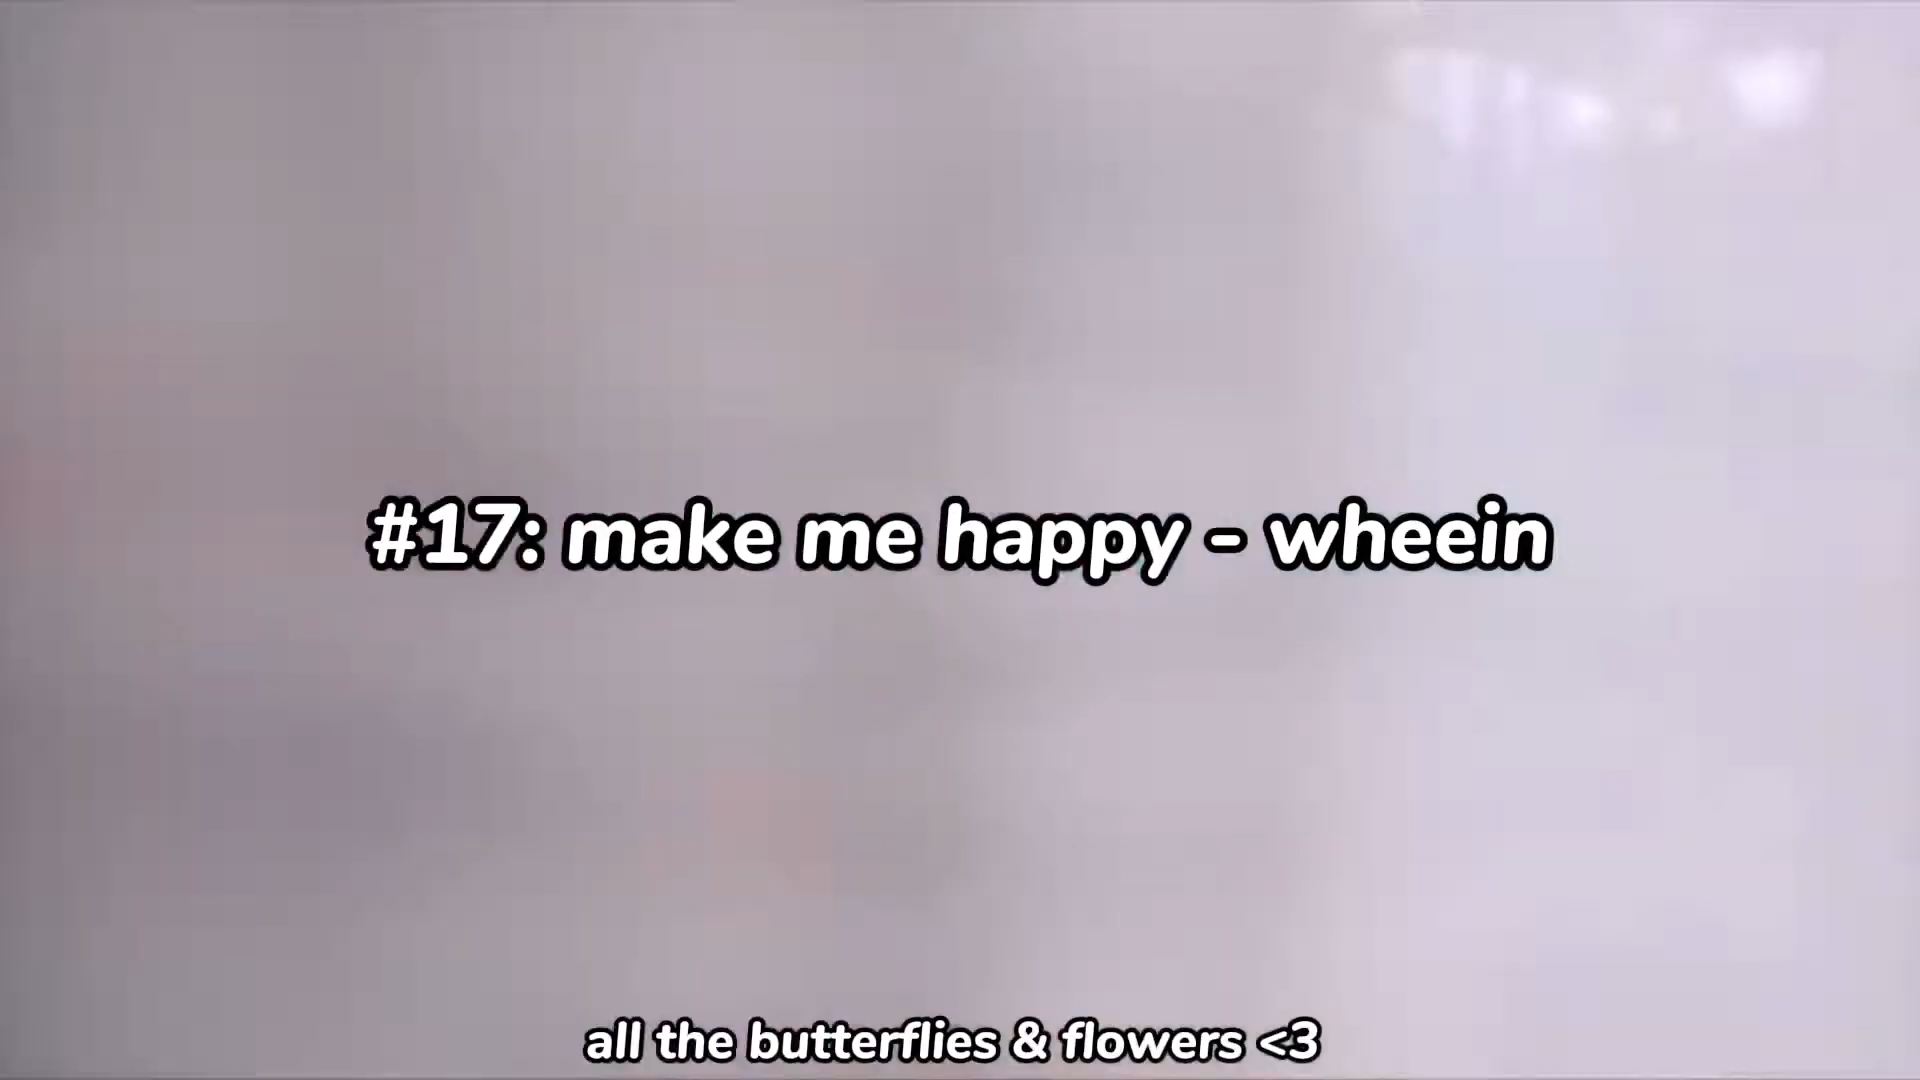 #17: make me happy - wheein
all the butterflies & flowers <3